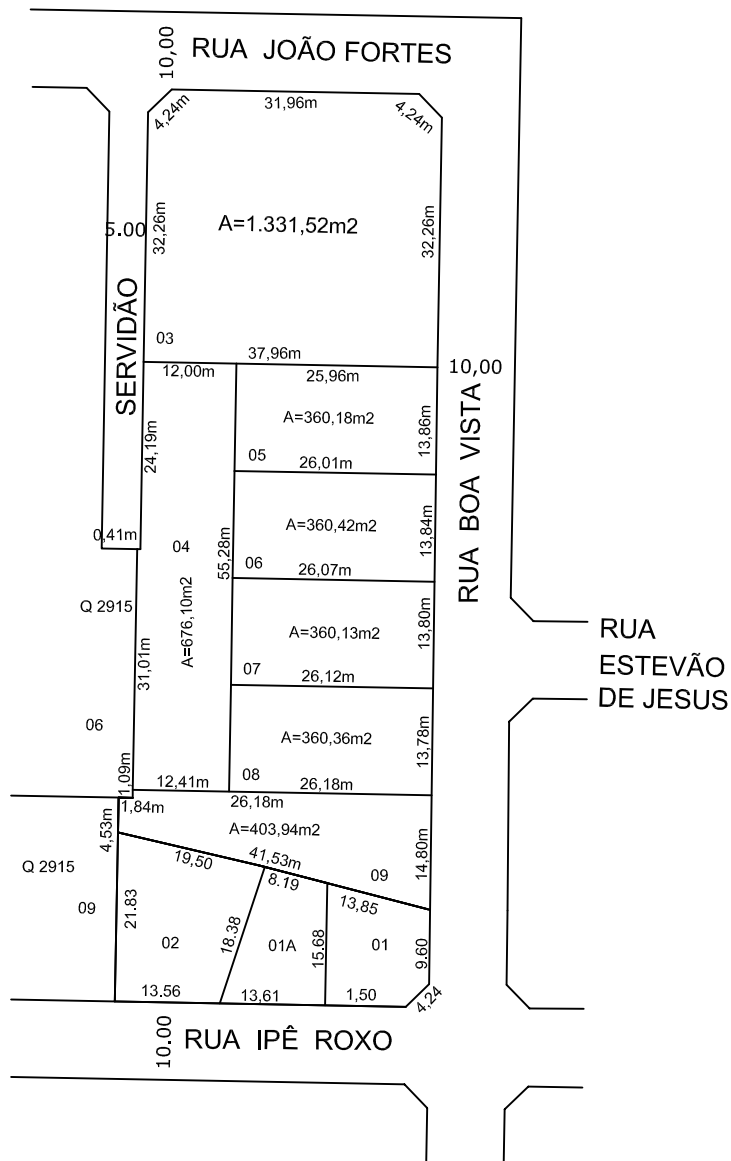 10,00
RUA JOÃO FORTES
31,96m
4,24m
4,24m
5.00
32,26m
A=1.331,52m2
32,26m
SERVIDÃO
03
37,96m
12,00m
25,96m
10,00
RUA BOA VISTA
A=360,18m2
13,86m
24,19m
05
26,01m
0,41m
04
55,28m
A=360,42m2
13,84m
06
26,07m
Q 2915
A=676,10m2
31,01m
A=360,13m2
13,80m
RUA
ESTEVÃO
DE JESUS
07
26,12m
06
A=360,36m2
13,78m
1,09m
12,41m
08
26,18m
1,84m
26,18m
4,53m
A=403,94m2
14,80m
19,50
41,53m
8.19
09
13,85
Q 2915
09
21.83
02
18.38
01A
15.68
01
9.60
13.56
13,61
1,50
4,24
10.00
RUA IPÊ ROXO